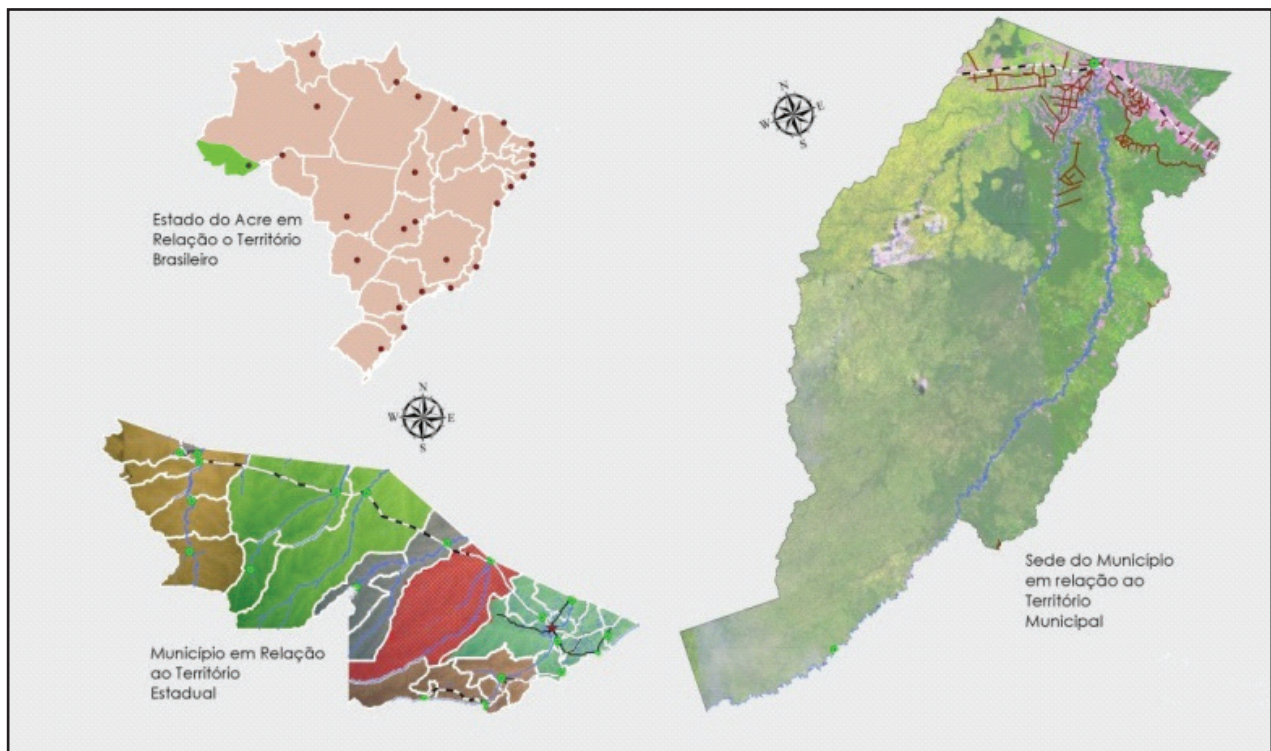 Estado do Acre em
Relação o Território
Brasileiro
N
W
E
S
Município em Relação
ao Território
Estadual
N
W
E
S
Sede do Município
em relação ao
Território
Municipal